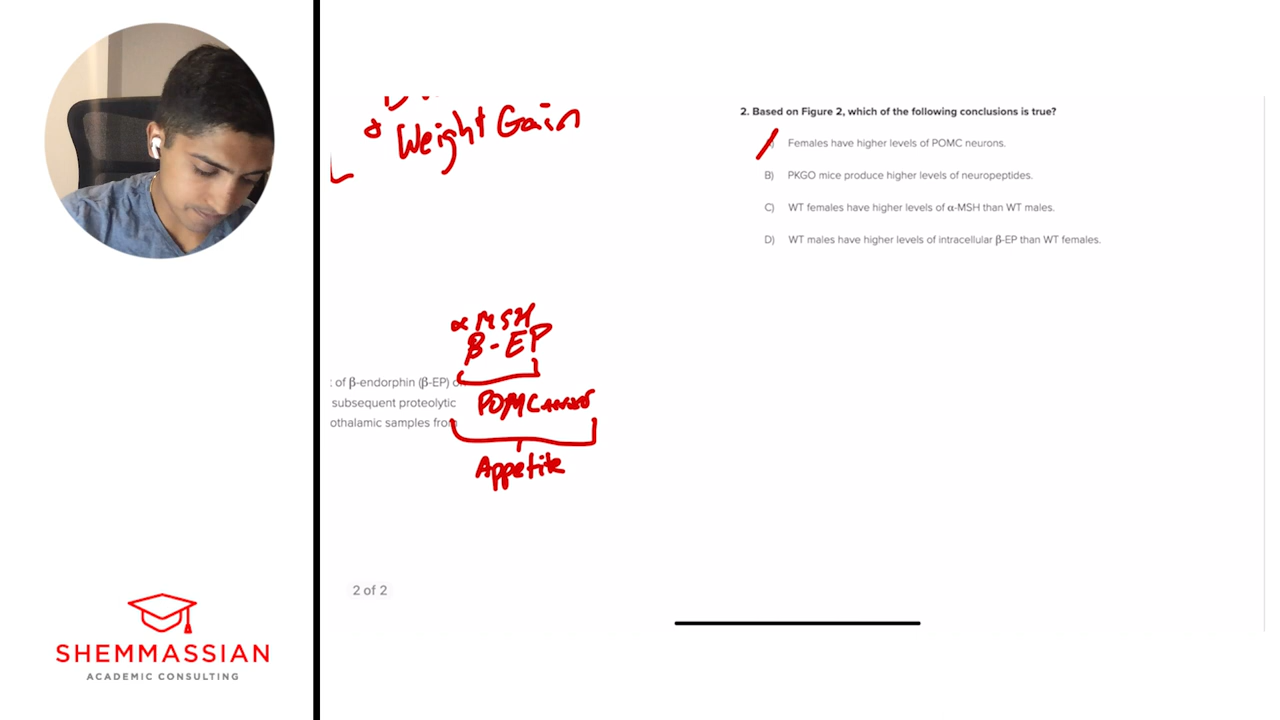 Weight Gain
2. Based on Figure 2, which of the following conclusions is true?
Females have higher levels of POMC neurons.
B) PKGO mice produce higher levels of neuropeptides.
C) WT females have higher levels of α-MSH than WT males.
D) WT males have higher levels of intracellular β-EP than WT females.
α MSH
β-EP
of β-endorphin (β-EP)
subsequent proteolytic
POMC
othalamic samples from
Appetite
2 of 2
SHEMMASSIAN
ACADEMIC CONSULTING